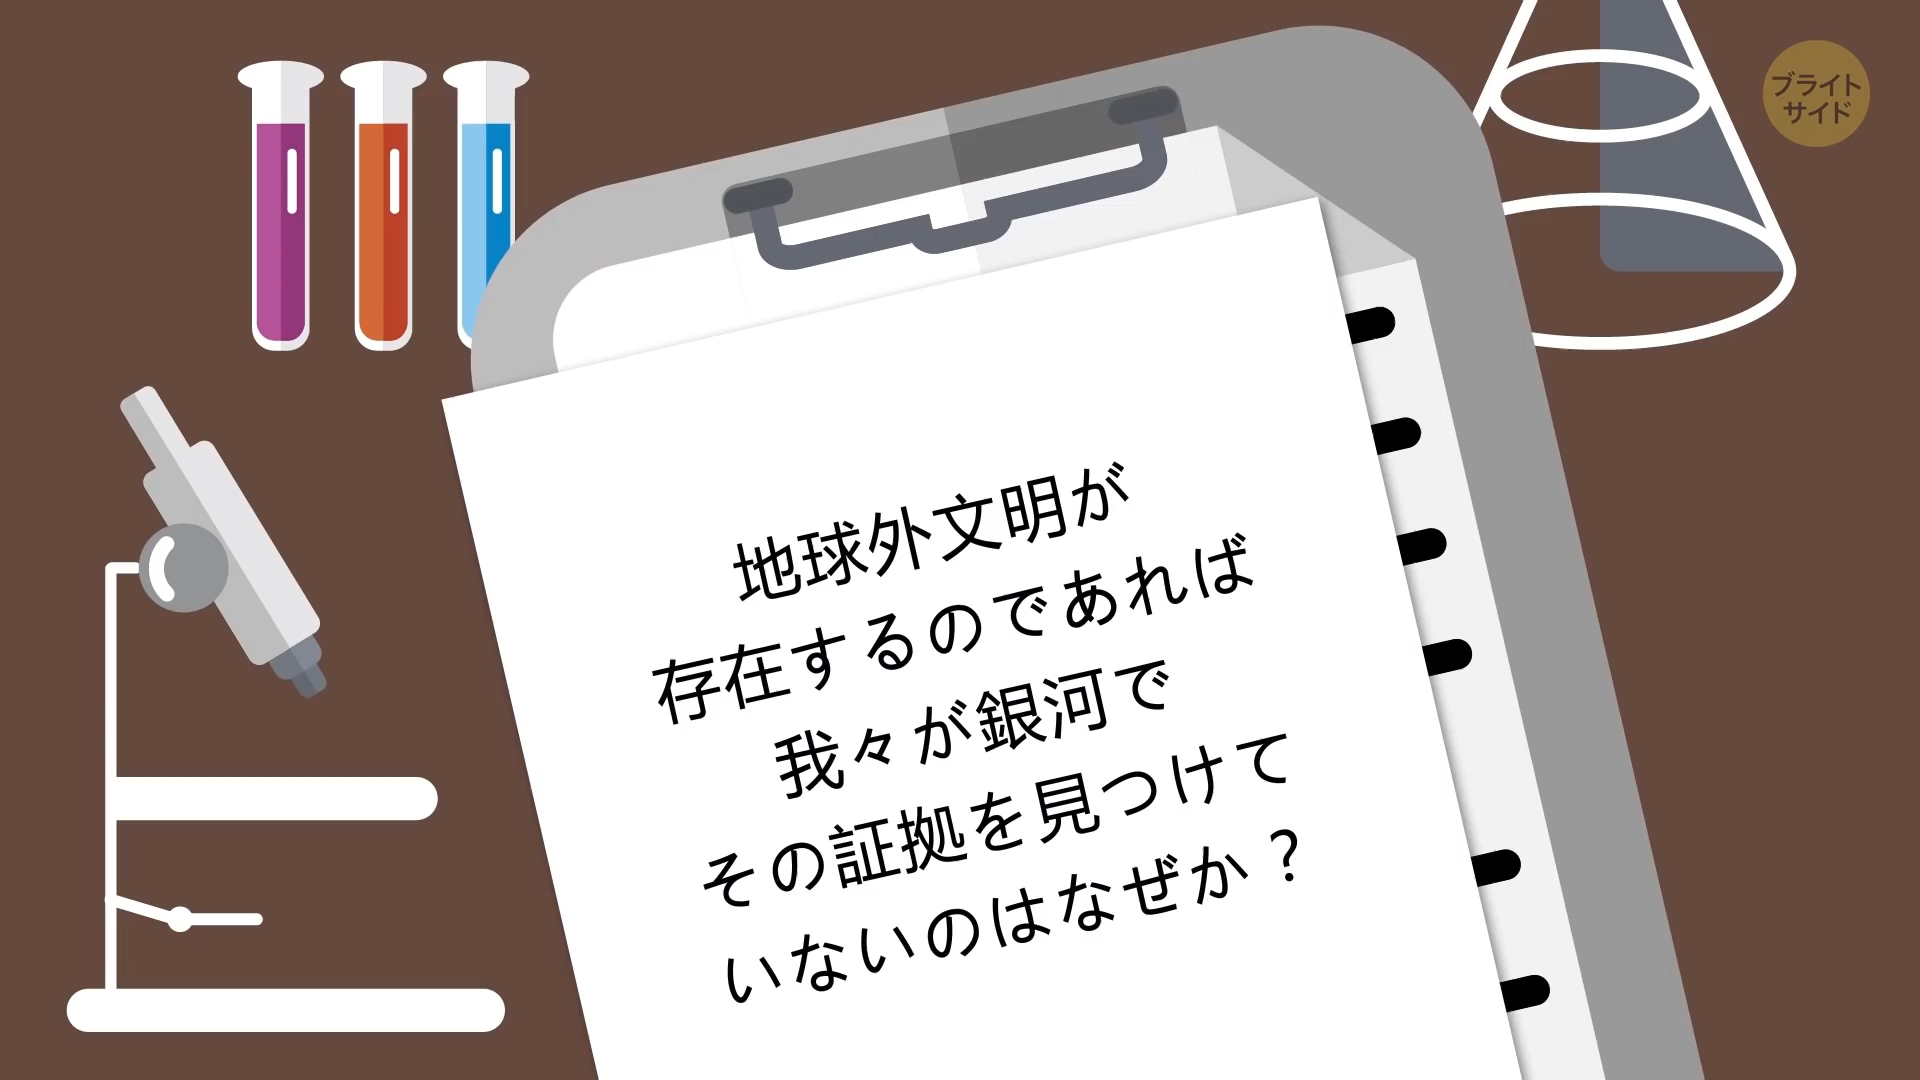 ブライト
サイド
地球外文明が
存在するのであれば
我々が銀河で
その証拠を見つけて
いないのはなぜか？